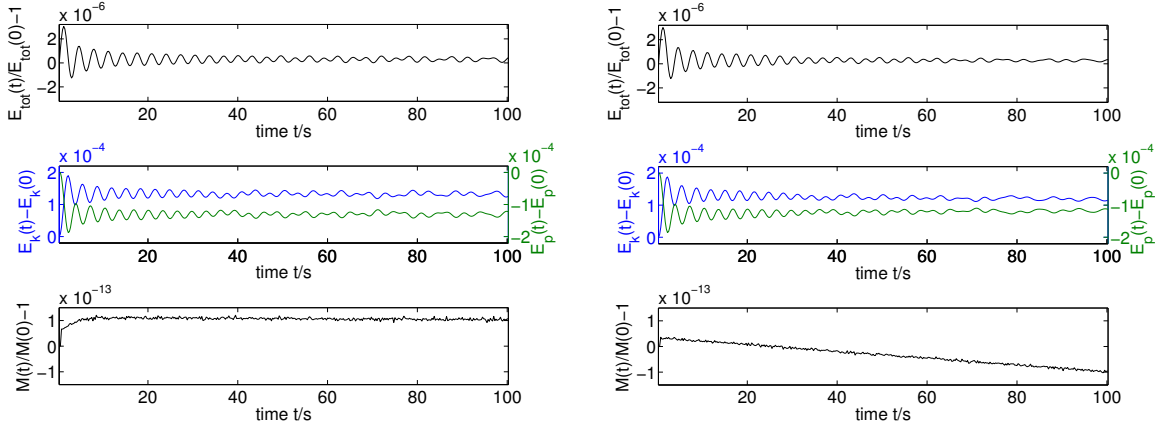 x 10⁻⁶
E_tot(t)/E_tot(0)−1
2
0
−2
20 40 60 80 100
time t/s
x 10⁻⁴
x 10⁻⁴
E_k(t)−E_k(0)
2
1
0
0
−1
−2
E_p(t)−E_p(0)
20 40 60 80 100
time t/s
x 10⁻¹³
M(t)/M(0)−1
1
0
−1
20 40 60 80 100
time t/s
x 10⁻⁶
E_tot(t)/E_tot(0)−1
2
0
−2
20 40 60 80 100
time t/s
x 10⁻⁴
x 10⁻⁴
E_k(t)−E_k(0)
2
1
0
0
−1
−2
E_p(t)−E_p(0)
20 40 60 80 100
time t/s
x 10⁻¹³
M(t)/M(0)−1
1
0
−1
20 40 60 80 100
time t/s